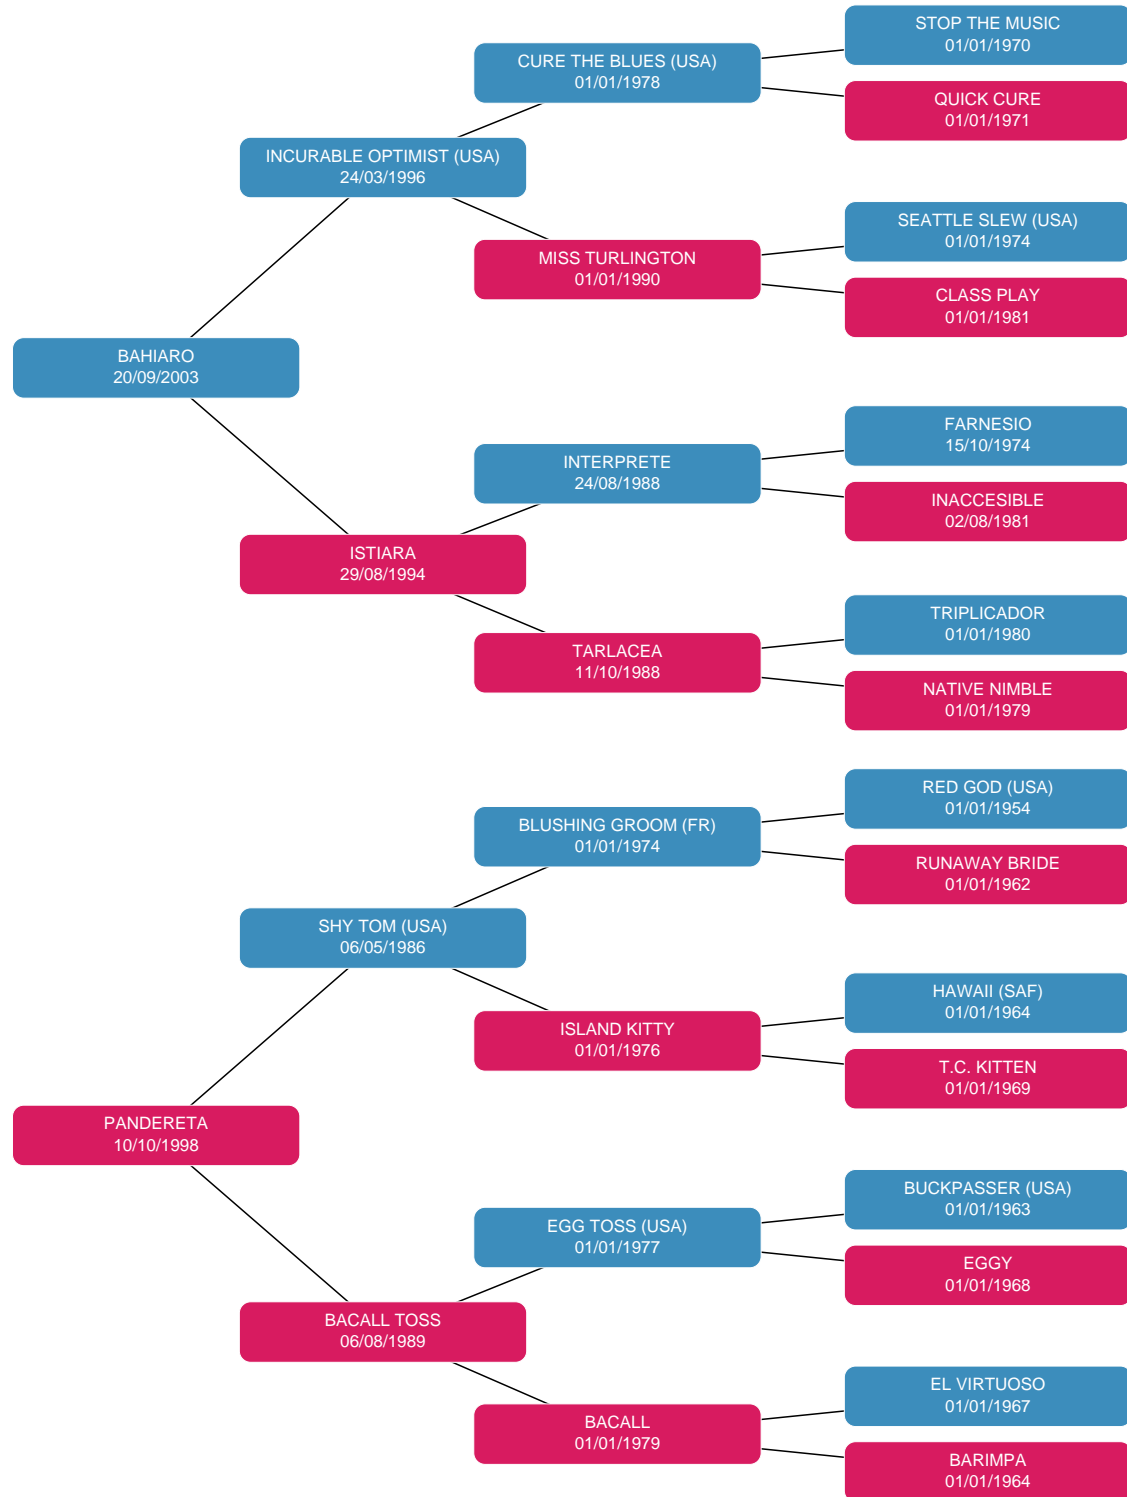 STOP THE MUSIC
01/01/1970
CURE THE BLUES (USA)
01/01/1978
QUICK CURE
01/01/1971
INCURABLE OPTIMIST (USA)
24/03/1996
SEATTLE SLEW (USA)
01/01/1974
MISS TURLINGTON
01/01/1990
CLASS PLAY
01/01/1981
BAHIARO
20/09/2003
FARNESIO
15/10/1974
INTERPRETE
24/08/1988
INACCESIBLE
02/08/1981
ISTIARA
29/08/1994
TRIPLICADOR
01/01/1980
TARLACEA
11/10/1988
NATIVE NIMBLE
01/01/1979
RED GOD (USA)
01/01/1954
BLUSHING GROOM (FR)
01/01/1974
RUNAWAY BRIDE
01/01/1962
SHY TOM (USA)
06/05/1986
HAWAII (SAF)
01/01/1964
ISLAND KITTY
01/01/1976
T.C. KITTEN
01/01/1969
PANDERETA
10/10/1998
BUCKPASSER (USA)
01/01/1963
EGG TOSS (USA)
01/01/1977
EGGY
01/01/1968
BACALL TOSS
06/08/1989
EL VIRTUOSO
01/01/1967
BACALL
01/01/1979
BARIMPA
01/01/1964